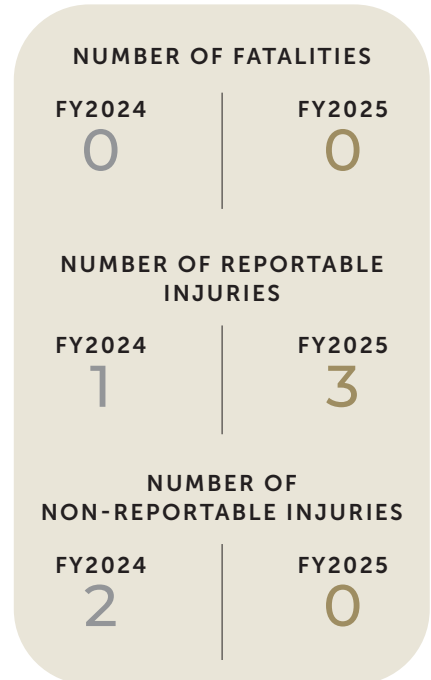 NUMBER OF FATALITIES
FY2024 FY2025
0 0
NUMBER OF REPORTABLE
INJURIES
FY2024 FY2025
1 3
NUMBER OF
NON-REPORTABLE INJURIES
FY2024 FY2025
2 0